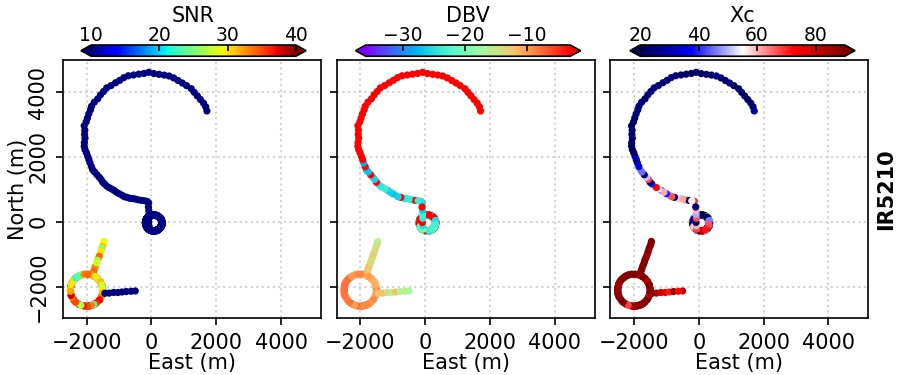 SNR DBV Xc
10 20 30 40 −30 −20 −10 20 40 60 80
4000
2000
0
−2000
North (m)
−2000 0 2000 4000 −2000 0 2000 4000 −2000 0 2000 4000
East (m) East (m) East (m)
IR5210